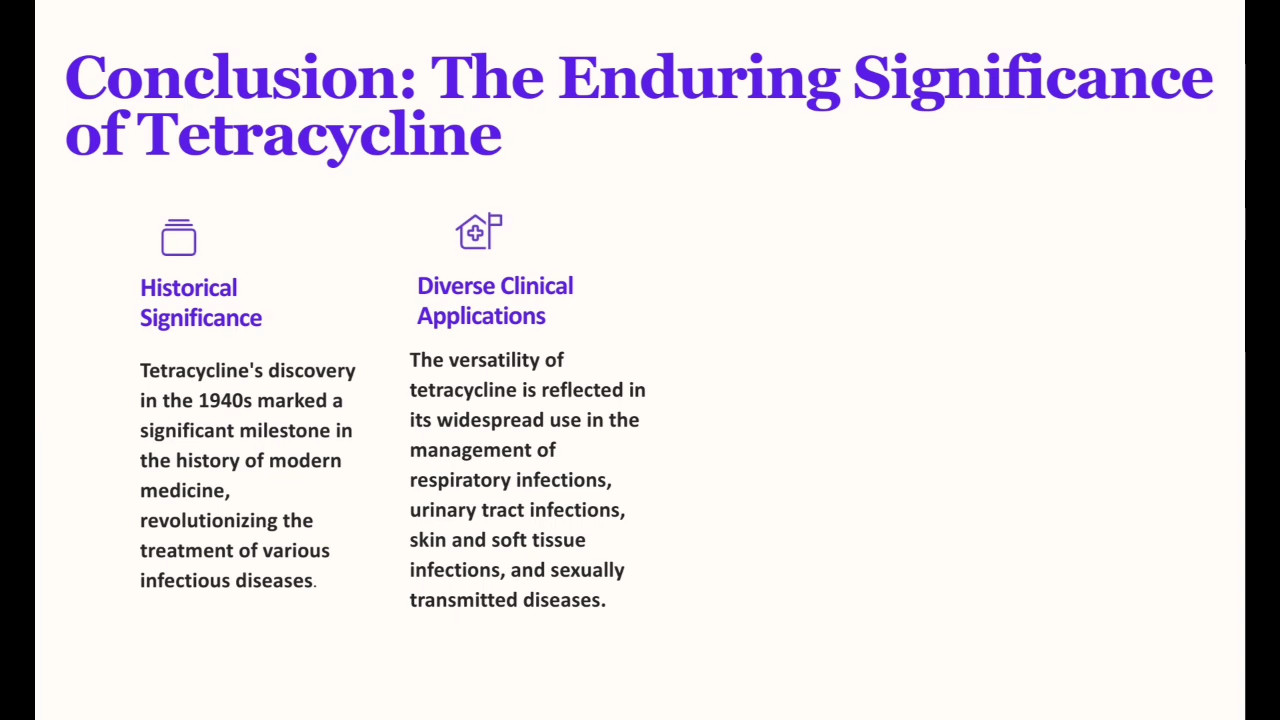 Conclusion: The Enduring Significance
of Tetracycline
Historical
Significance
Tetracycline's discovery
in the 1940s marked a
significant milestone in
the history of modern
medicine,
revolutionizing the
treatment of various
infectious diseases.
Diverse Clinical
Applications
The versatility of
tetracycline is reflected in
its widespread use in the
management of
respiratory infections,
urinary tract infections,
skin and soft tissue
infections, and sexually
transmitted diseases.